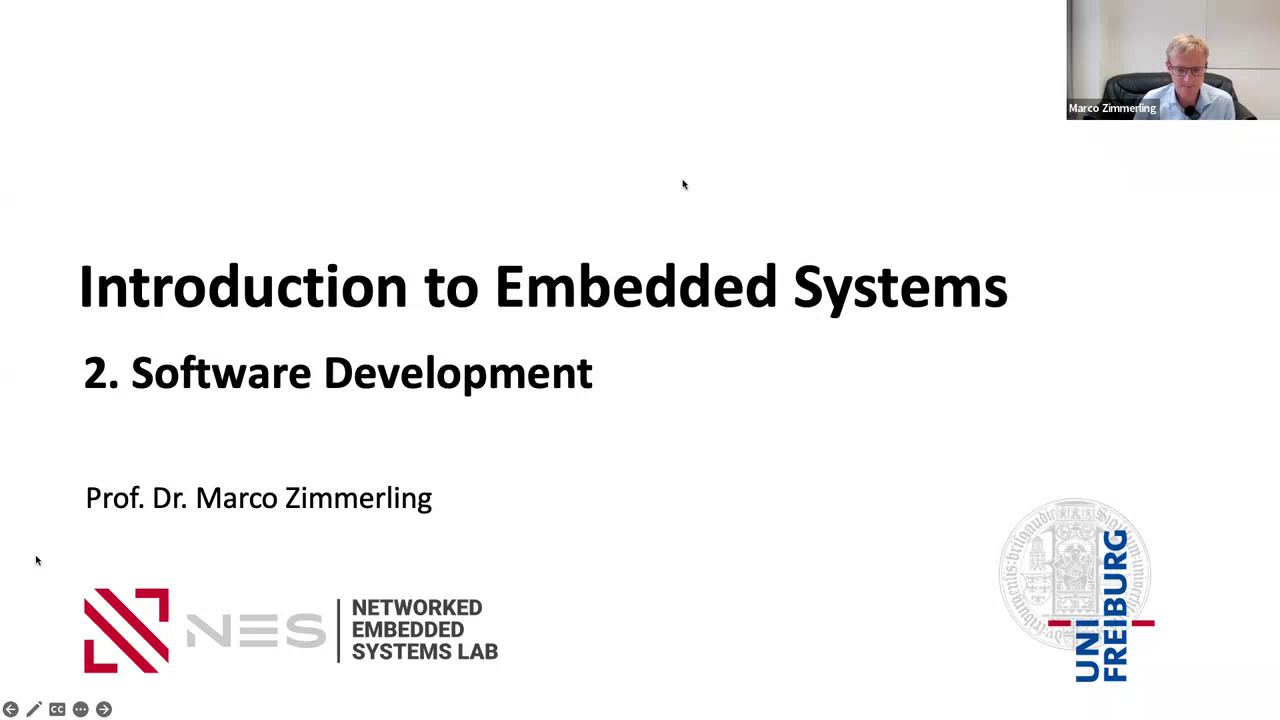 Marco Zimmerling
Introduction to Embedded Systems
2. Software Development
Prof. Dr. Marco Zimmerling
NES
NETWORKED
EMBEDDED
SYSTEMS LAB
UNI
FREIBURG
CC